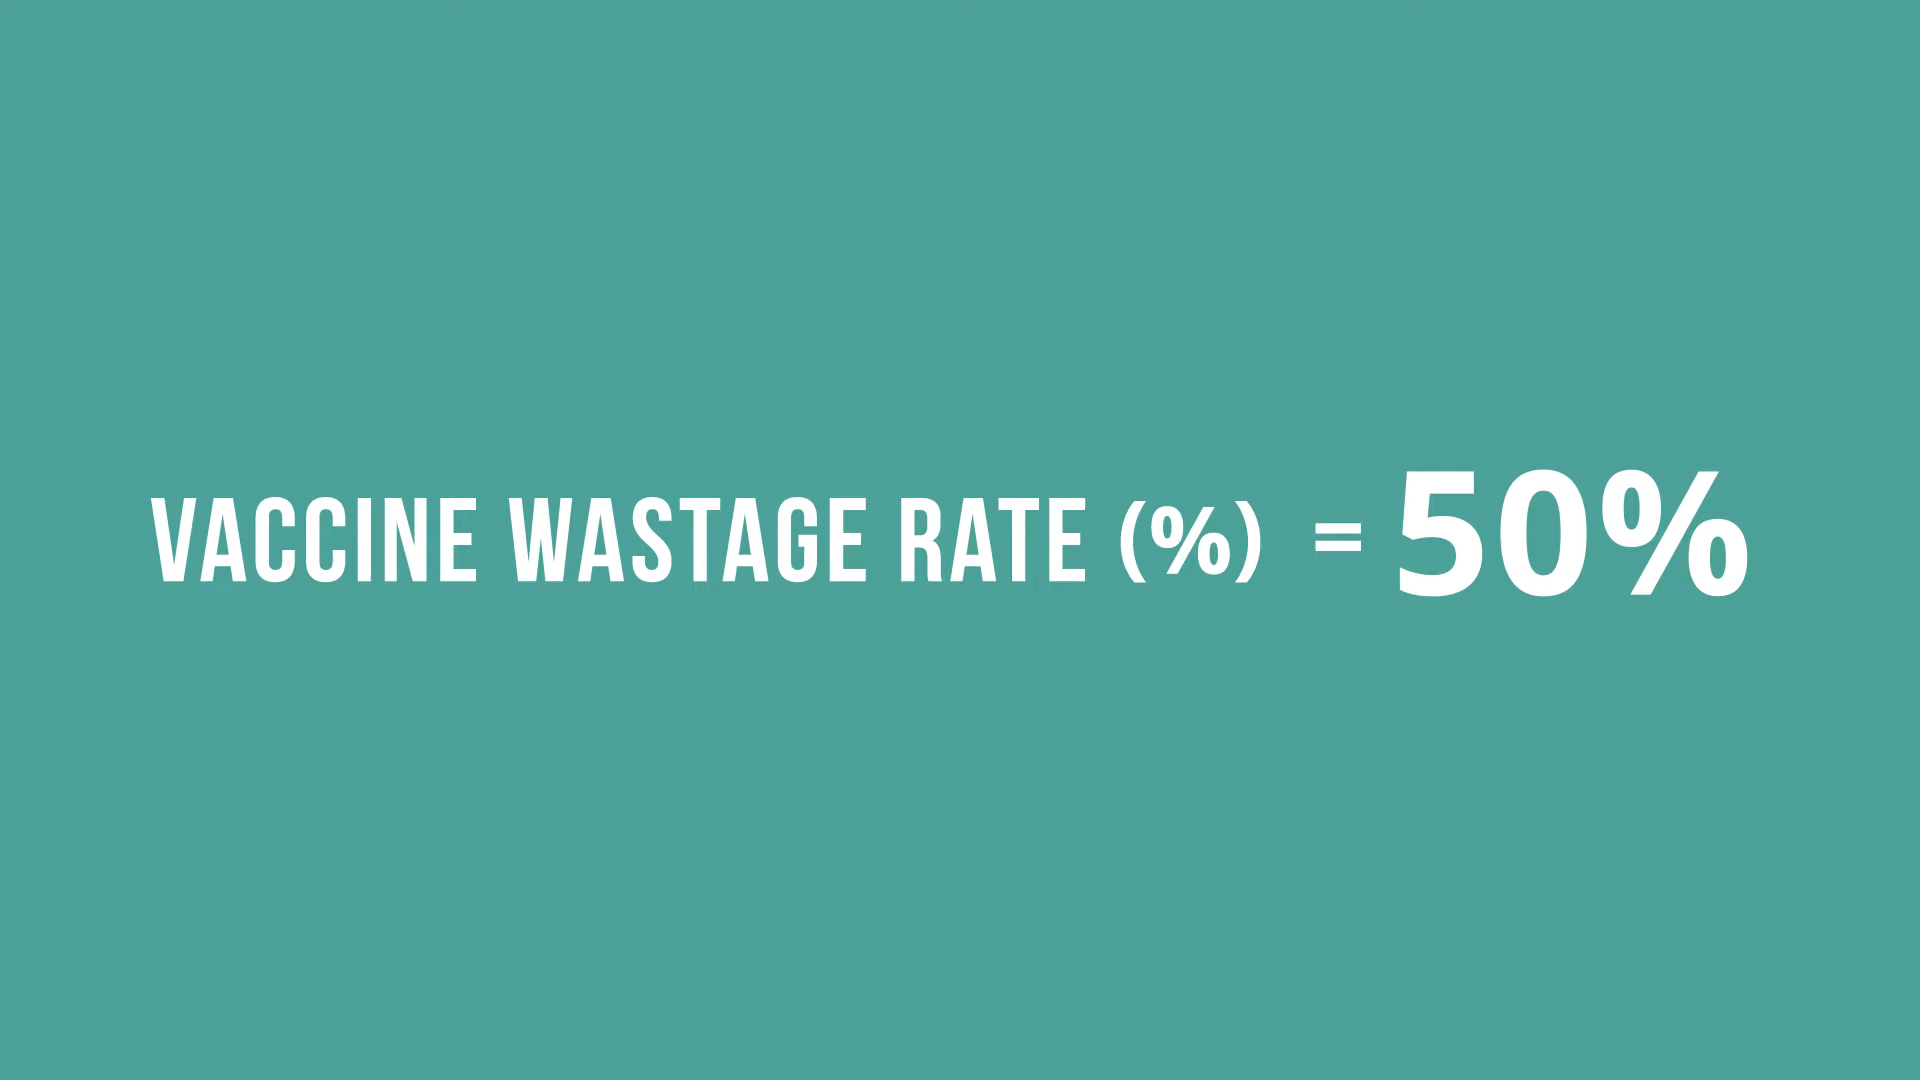 VACCINE WASTAGE RATE (%) = 50%